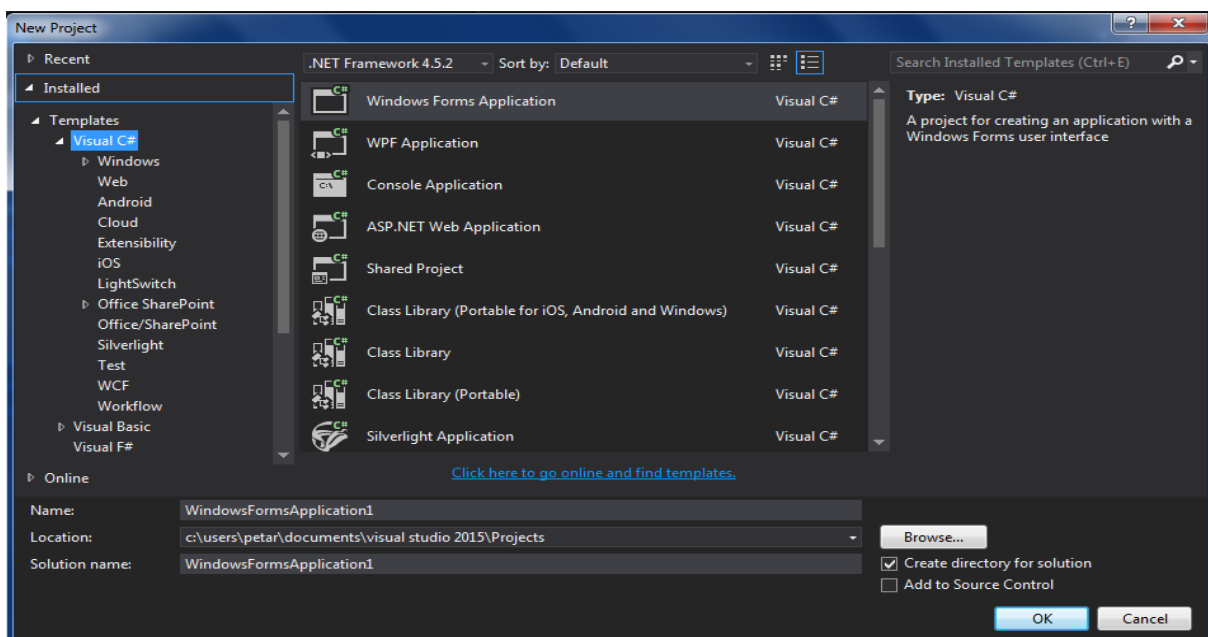 New Project
?
X
Recent
Installed
Templates
Visual C#
Windows
Web
Android
Cloud
Extensibility
iOS
LightSwitch
Office SharePoint
Office/SharePoint
Silverlight
Test
WCF
Workflow
Visual Basic
Visual F#
Online
.NET Framework 4.5.2 Sort by: Default
C# Windows Forms Application Visual C#
C# WPF Application Visual C#
C# C:\ Console Application Visual C#
C# ASP.NET Web Application Visual C#
C# Shared Project Visual C#
C# Class Library (Portable for iOS, Android and Windows) Visual C#
C# Class Library Visual C#
C# Class Library (Portable) Visual C#
C# Silverlight Application Visual C#
Click here to go online and find templates.
Search Installed Templates (Ctrl+E)
Type: Visual C#
A project for creating an application with a
Windows Forms user interface
Name: WindowsFormsApplication1
Location: c:\users\petar\documents\visual studio 2015\Projects Browse...
Solution name: WindowsFormsApplication1
Create directory for solution
Add to Source Control
OK Cancel